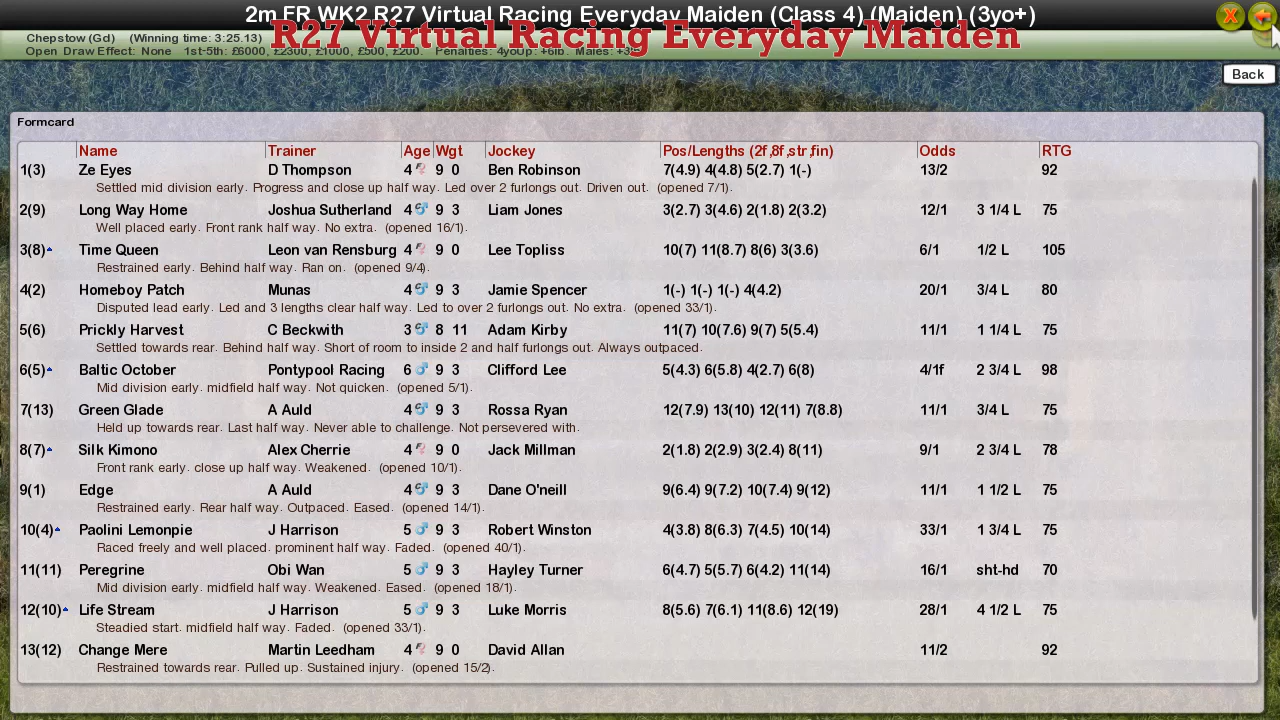 2m FR WK2 R27 Virtual Racing Everyday Maiden (Class 4) (Maiden) (3yo+)
R27 Virtual Racing Everyday Maiden
Chepstow (Gd) (Winning time: 3:25.13)
Open Draw Effect: None 1st-5th: £6000, £2300, £1000, £500, £200. Penalties: 4yoUp: +6lb. Males: +3lb
Back
Formcard
Name Trainer Age Wgt Jockey Pos/Lengths (2f,8f,str,fin) Odds RTG
1(3) Ze Eyes D Thompson 4 9 0 Ben Robinson 7(4.9) 4(4.8) 5(2.7) 1(-) 13/2 92
Settled mid division early. Progress and close up half way. Led over 2 furlongs out. Driven out. (opened 7/1).
2(9) Long Way Home Joshua Sutherland 4 9 3 Liam Jones 3(2.7) 3(4.6) 2(1.8) 2(3.2) 12/1 3 1/4 L 75
Well placed early. Front rank half way. No extra. (opened 16/1).
3(8) Time Queen Leon van Rensburg 4 9 0 Lee Topliss 10(7) 11(8.7) 8(6) 3(3.6) 6/1 1/2 L 105
Restrained early. Behind half way. Ran on. (opened 9/4).
4(2) Homeboy Patch Munas 4 9 3 Jamie Spencer 1(-) 1(-) 1(-) 4(4.2) 20/1 3/4 L 80
Disputed lead early. Led and 3 lengths clear half way. Led to over 2 furlongs out. No extra. (opened 33/1).
5(6) Prickly Harvest C Beckwith 3 8 11 Adam Kirby 11(7) 10(7.6) 9(7) 5(5.4) 11/1 1 1/4 L 75
Settled towards rear. Behind half way. Short of room to inside 2 and half furlongs out. Always outpaced.
6(5) Baltic October Pontypool Racing 6 9 3 Clifford Lee 5(4.3) 6(5.8) 4(2.7) 6(8) 4/1f 2 3/4 L 98
Mid division early. midfield half way. Not quicken. (opened 5/1).
7(13) Green Glade A Auld 4 9 3 Rossa Ryan 12(7.9) 13(10) 12(11) 7(8.8) 11/1 3/4 L 75
Held up towards rear. Last half way. Never able to challenge. Not persevered with.
8(7) Silk Kimono Alex Cherrie 4 9 0 Jack Millman 2(1.8) 2(2.9) 3(2.4) 8(11) 9/1 2 3/4 L 78
Front rank early. close up half way. Weakened. (opened 10/1).
9(1) Edge A Auld 4 9 3 Dane O'neill 9(6.4) 9(7.2) 10(7.4) 9(12) 11/1 1 1/2 L 75
Restrained early. Rear half way. Outpaced. Eased. (opened 14/1).
10(4) Paolini Lemonpie J Harrison 5 9 3 Robert Winston 4(3.8) 8(6.3) 7(4.5) 10(14) 33/1 1 3/4 L 75
Raced freely and well placed. prominent half way. Faded. (opened 40/1).
11(11) Peregrine Obi Wan 5 9 3 Hayley Turner 6(4.7) 5(5.7) 6(4.2) 11(14) 16/1 sht-hd 70
Mid division early. midfield half way. Weakened. Eased. (opened 18/1).
12(10) Life Stream J Harrison 5 9 3 Luke Morris 8(5.6) 7(6.1) 11(8.6) 12(19) 28/1 4 1/2 L 75
Steadied start. midfield half way. Faded. (opened 33/1).
13(12) Change Mere Martin Leedham 4 9 0 David Allan 11/2 92
Restrained towards rear. Pulled up. Sustained injury. (opened 15/2).